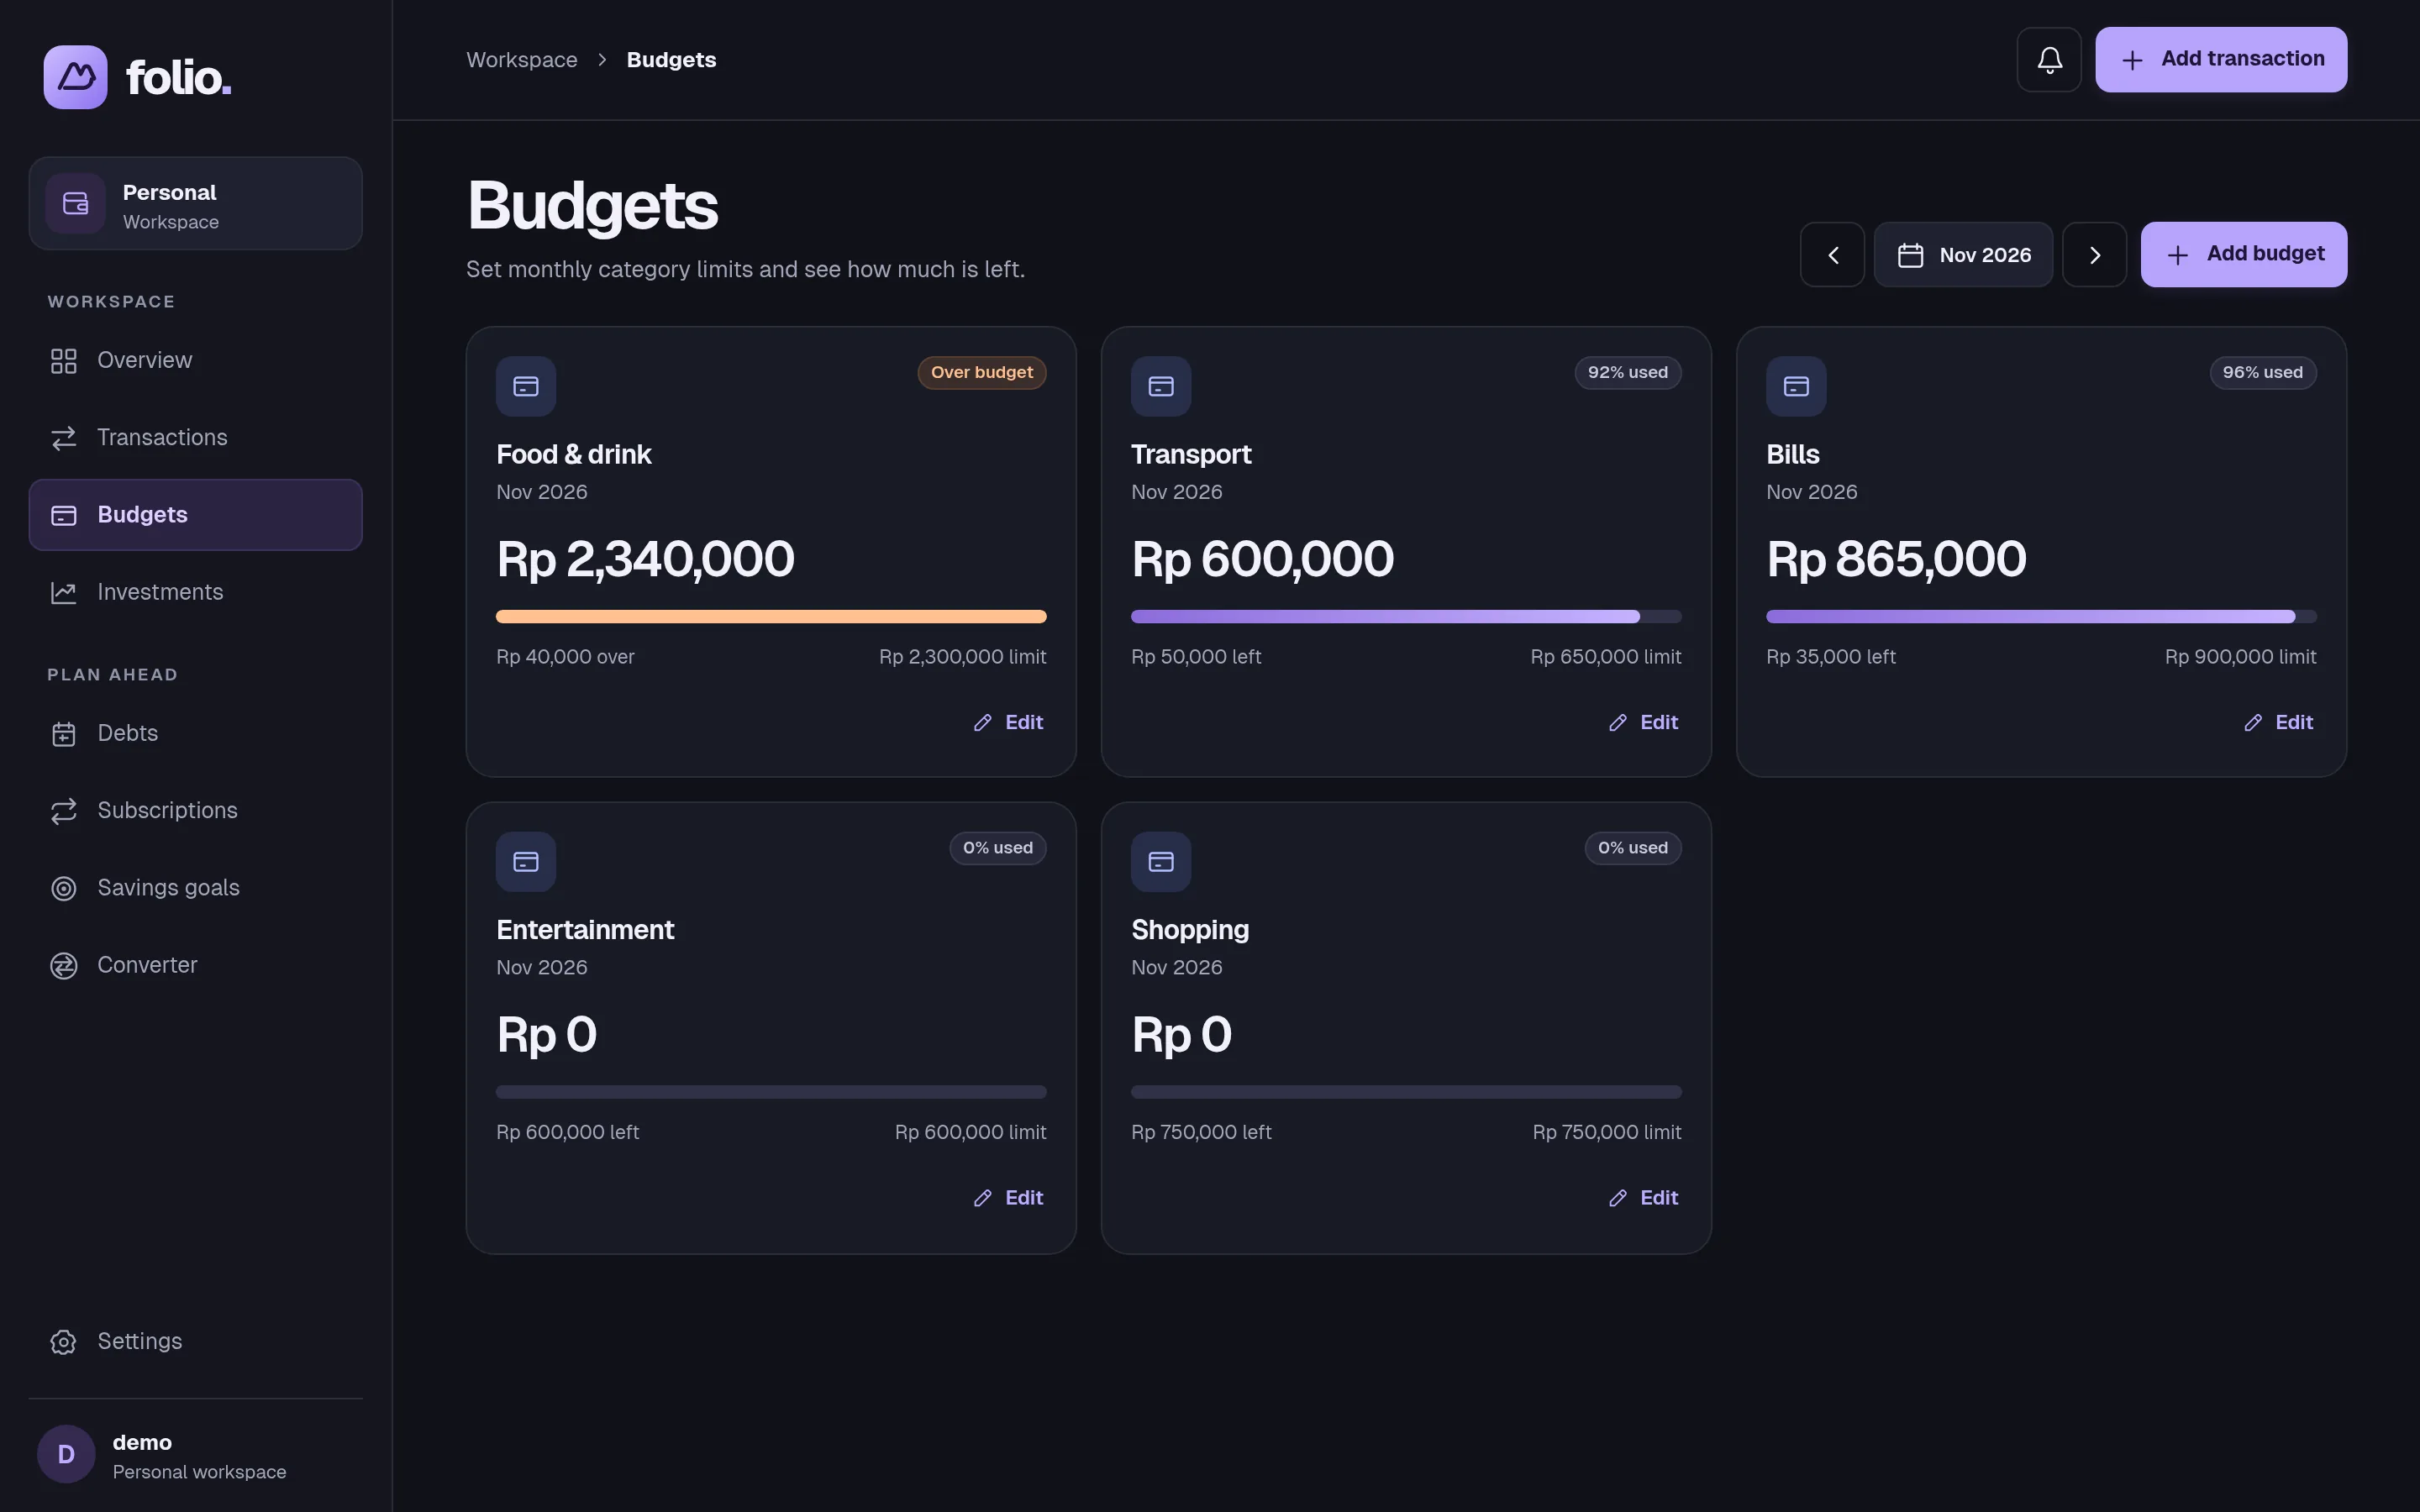 folio.
Personal
Workspace
WORKSPACE
Overview
Transactions
Budgets
Investments
PLAN AHEAD
Debts
Subscriptions
Savings goals
Converter
Settings
D
demo
Personal workspace
Workspace > Budgets
Add transaction
Budgets
Set monthly category limits and see how much is left.
Nov 2026
Add budget
Over budget
Food & drink
Nov 2026
Rp 2,340,000
Rp 40,000 over
Rp 2,300,000 limit
Edit
92% used
Transport
Nov 2026
Rp 600,000
Rp 50,000 left
Rp 650,000 limit
Edit
96% used
Bills
Nov 2026
Rp 865,000
Rp 35,000 left
Rp 900,000 limit
Edit
0% used
Entertainment
Nov 2026
Rp 0
Rp 600,000 left
Rp 600,000 limit
Edit
0% used
Shopping
Nov 2026
Rp 0
Rp 750,000 left
Rp 750,000 limit
Edit